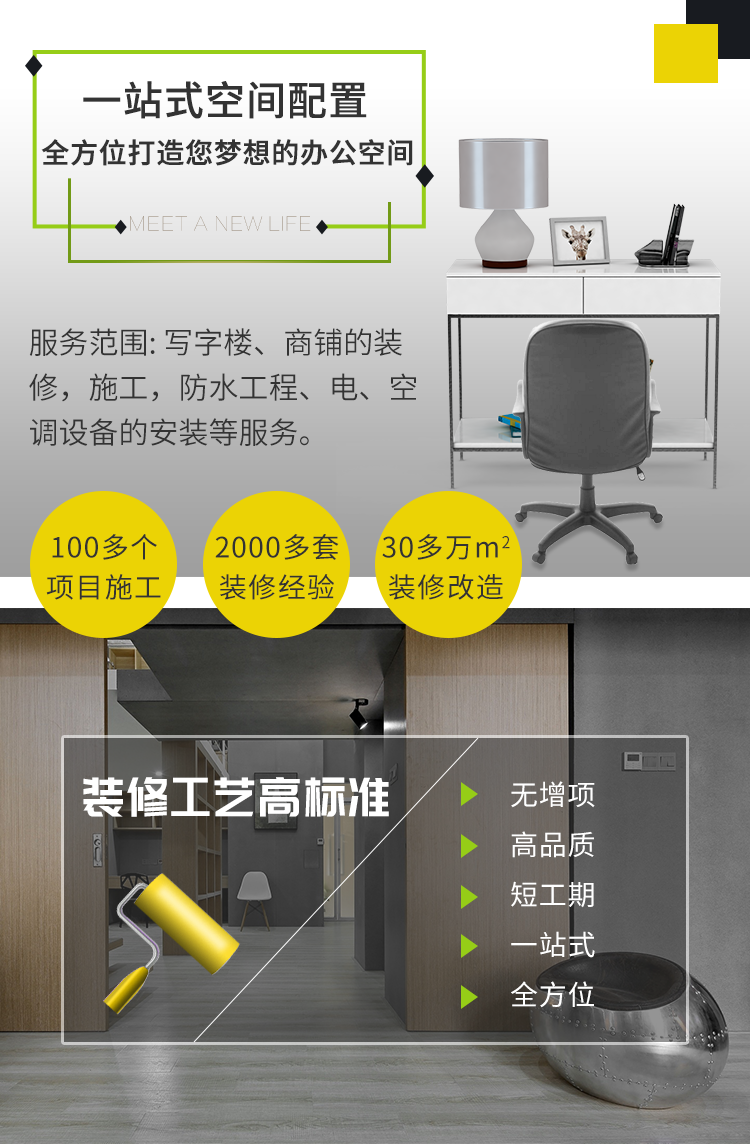 一站式空间配置
全方位打造您梦想的办公空间
MEET A NEW LIFE
服务范围: 写字楼、商铺的装
修，施工，防水工程、电、空
调设备的安装等服务。
100多个
项目施工
2000多套
装修经验
30多万m²
装修改造
装修工艺高标准
无增项
高品质
短工期
一站式
全方位